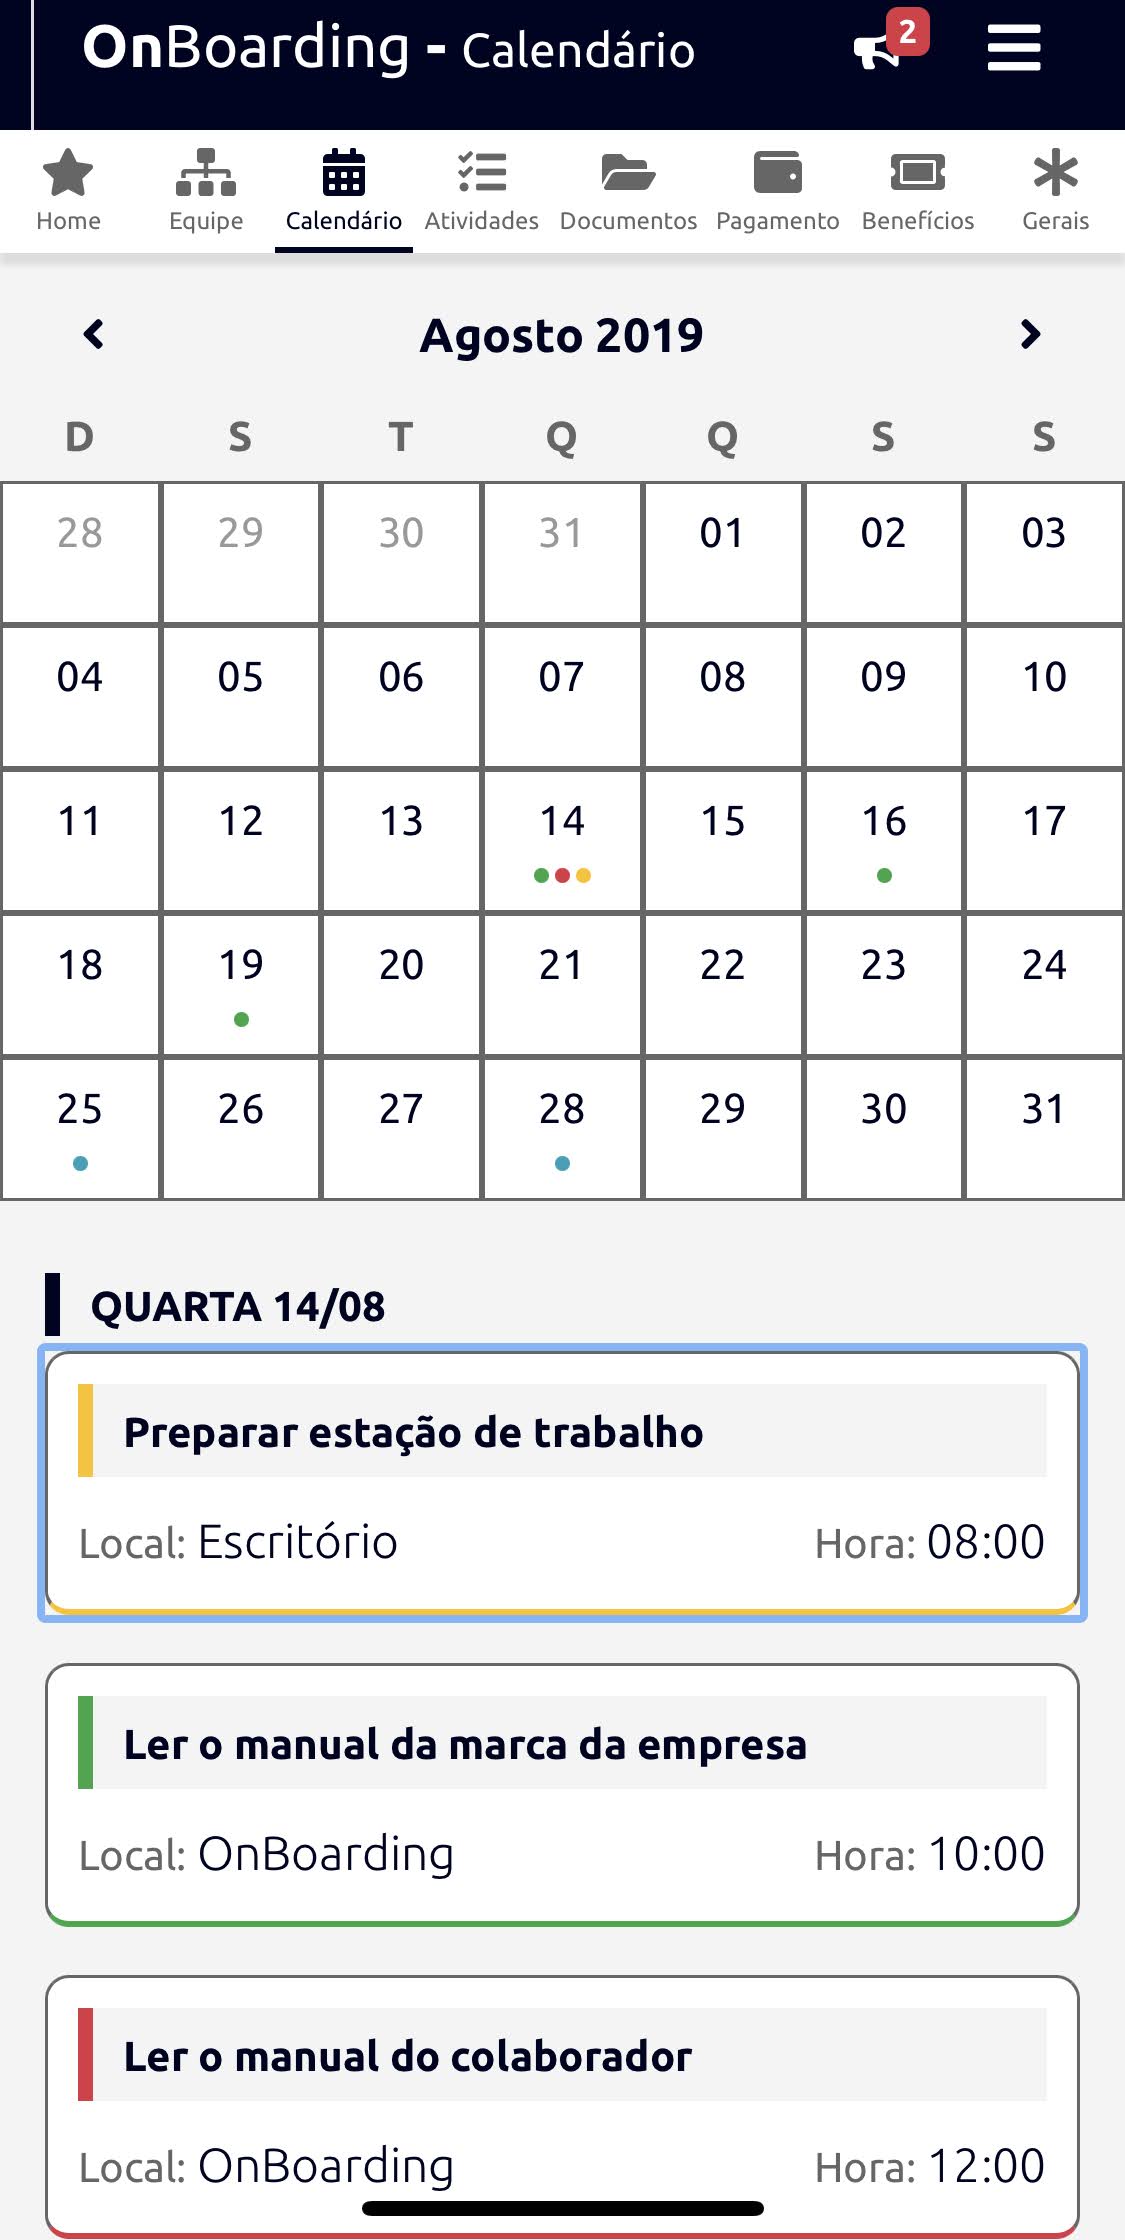 OnBoarding - Calendário
2
Home Equipe Calendário Atividades Documentos Pagamento Benefícios Gerais
Agosto 2019
D S T Q Q S S
28 29 30 31 01 02 03
04 05 06 07 08 09 10
11 12 13 14 15 16 17
18 19 20 21 22 23 24
25 26 27 28 29 30 31
QUARTA 14/08
Preparar estação de trabalho
Local: Escritório Hora: 08:00
Ler o manual da marca da empresa
Local: OnBoarding Hora: 10:00
Ler o manual do colaborador
Local: OnBoarding Hora: 12:00